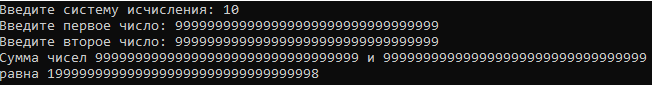 Введите систему исчисления: 10
Введите первое число: 999999999999999999999999999999999
Введите второе число: 999999999999999999999999999999999
Сумма чисел 999999999999999999999999999999999 и 999999999999999999999999999999999
равна 1999999999999999999999999999999998